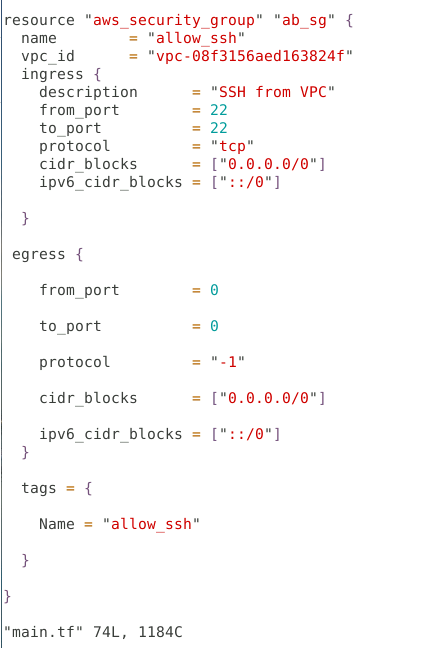 resource "aws_security_group" "ab_sg" {
  name        = "allow_ssh"
  vpc_id      = "vpc-08f3156aed163824f"
  ingress {
    description      = "SSH from VPC"
    from_port        = 22
    to_port          = 22
    protocol         = "tcp"
    cidr_blocks      = ["0.0.0.0/0"]
    ipv6_cidr_blocks = ["::/0"]
  }
 egress {
    from_port        = 0
    to_port          = 0
    protocol         = "-1"
    cidr_blocks      = ["0.0.0.0/0"]
    ipv6_cidr_blocks = ["::/0"]
  }
  tags = {
    Name = "allow_ssh"
  }
}
"main.tf" 74L, 1184C